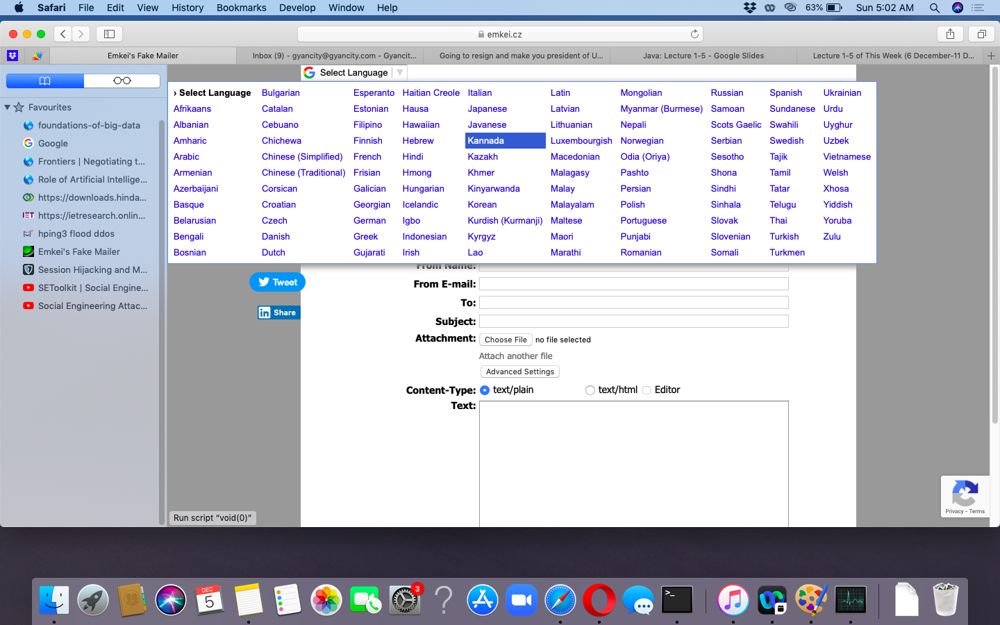 Safari File Edit View History Bookmarks Develop Window Help 63% Sun 5:02 AM
emkei.cz
Emkei's Fake Mailer
Inbox (9) - gyancity@gyancity.com - Gyancit...
Going to resign and make you president of U...
Java: Lecture 1-5 - Google Slides
Lecture 1-5 of This Week (6 December-11 D...
Favourites
foundations-of-big-data
Google
Frontiers | Negotiating t...
Role of Artificial Intellige...
https://downloads.hinda...
IET https://ietresearch.onlin...
hping3 flood ddos
Emkei's Fake Mailer
Session Hijacking and M...
SEToolkit | Social Engine...
Social Engineering Attac...
Select Language
› Select Language Bulgarian Esperanto Haitian Creole Italian Latin Mongolian Russian Spanish Ukrainian
Afrikaans Catalan Estonian Hausa Japanese Latvian Myanmar (Burmese) Samoan Sundanese Urdu
Albanian Cebuano Filipino Hawaiian Javanese Lithuanian Nepali Scots Gaelic Swahili Uyghur
Amharic Chichewa Finnish Hebrew Kannada Luxembourgish Norwegian Serbian Swedish Uzbek
Arabic Chinese (Simplified) French Hindi Kazakh Macedonian Odia (Oriya) Sesotho Tajik Vietnamese
Armenian Chinese (Traditional) Frisian Hmong Khmer Malagasy Pashto Shona Tamil Welsh
Azerbaijani Corsican Galician Hungarian Kinyarwanda Malay Persian Sindhi Tatar Xhosa
Basque Croatian Georgian Icelandic Korean Malayalam Polish Sinhala Telugu Yiddish
Belarusian Czech German Igbo Kurdish (Kurmanji) Maltese Portuguese Slovak Thai Yoruba
Bengali Danish Greek Indonesian Kyrgyz Maori Punjabi Slovenian Turkish Zulu
Bosnian Dutch Gujarati Irish Lao Marathi Romanian Somali Turkmen
From Name:
Tweet
From E-mail:
To:
in Share
Subject:
Attachment: Choose File no file selected
Attach another file
Advanced Settings
Content-Type: text/plain text/html Editor
Text:
Privacy - Terms
Run script “void(0)”
DEC
5
3
>_